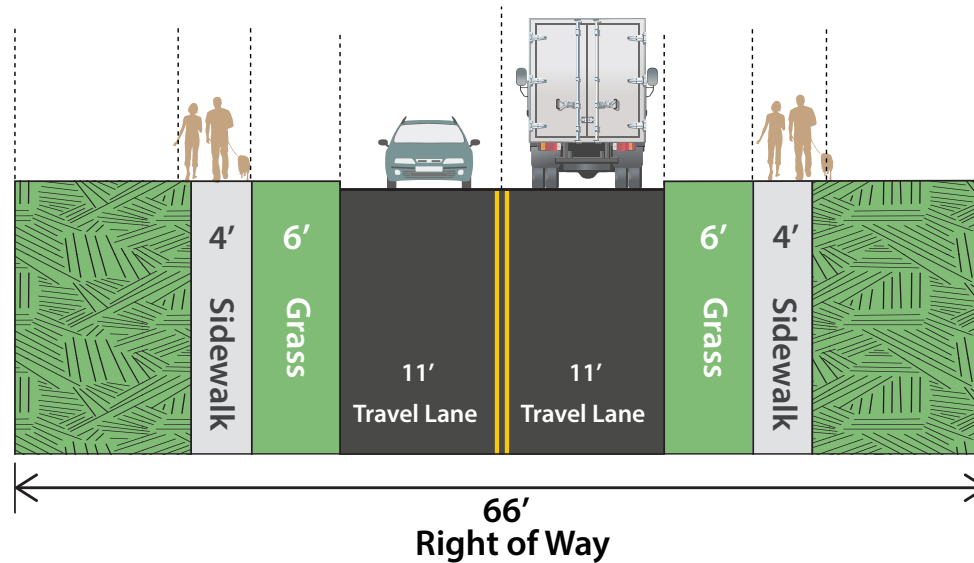 4’
Sidewalk
6’
Grass
11’
Travel Lane
11’
Travel Lane
6’
Grass
4’
Sidewalk
66’
Right of Way